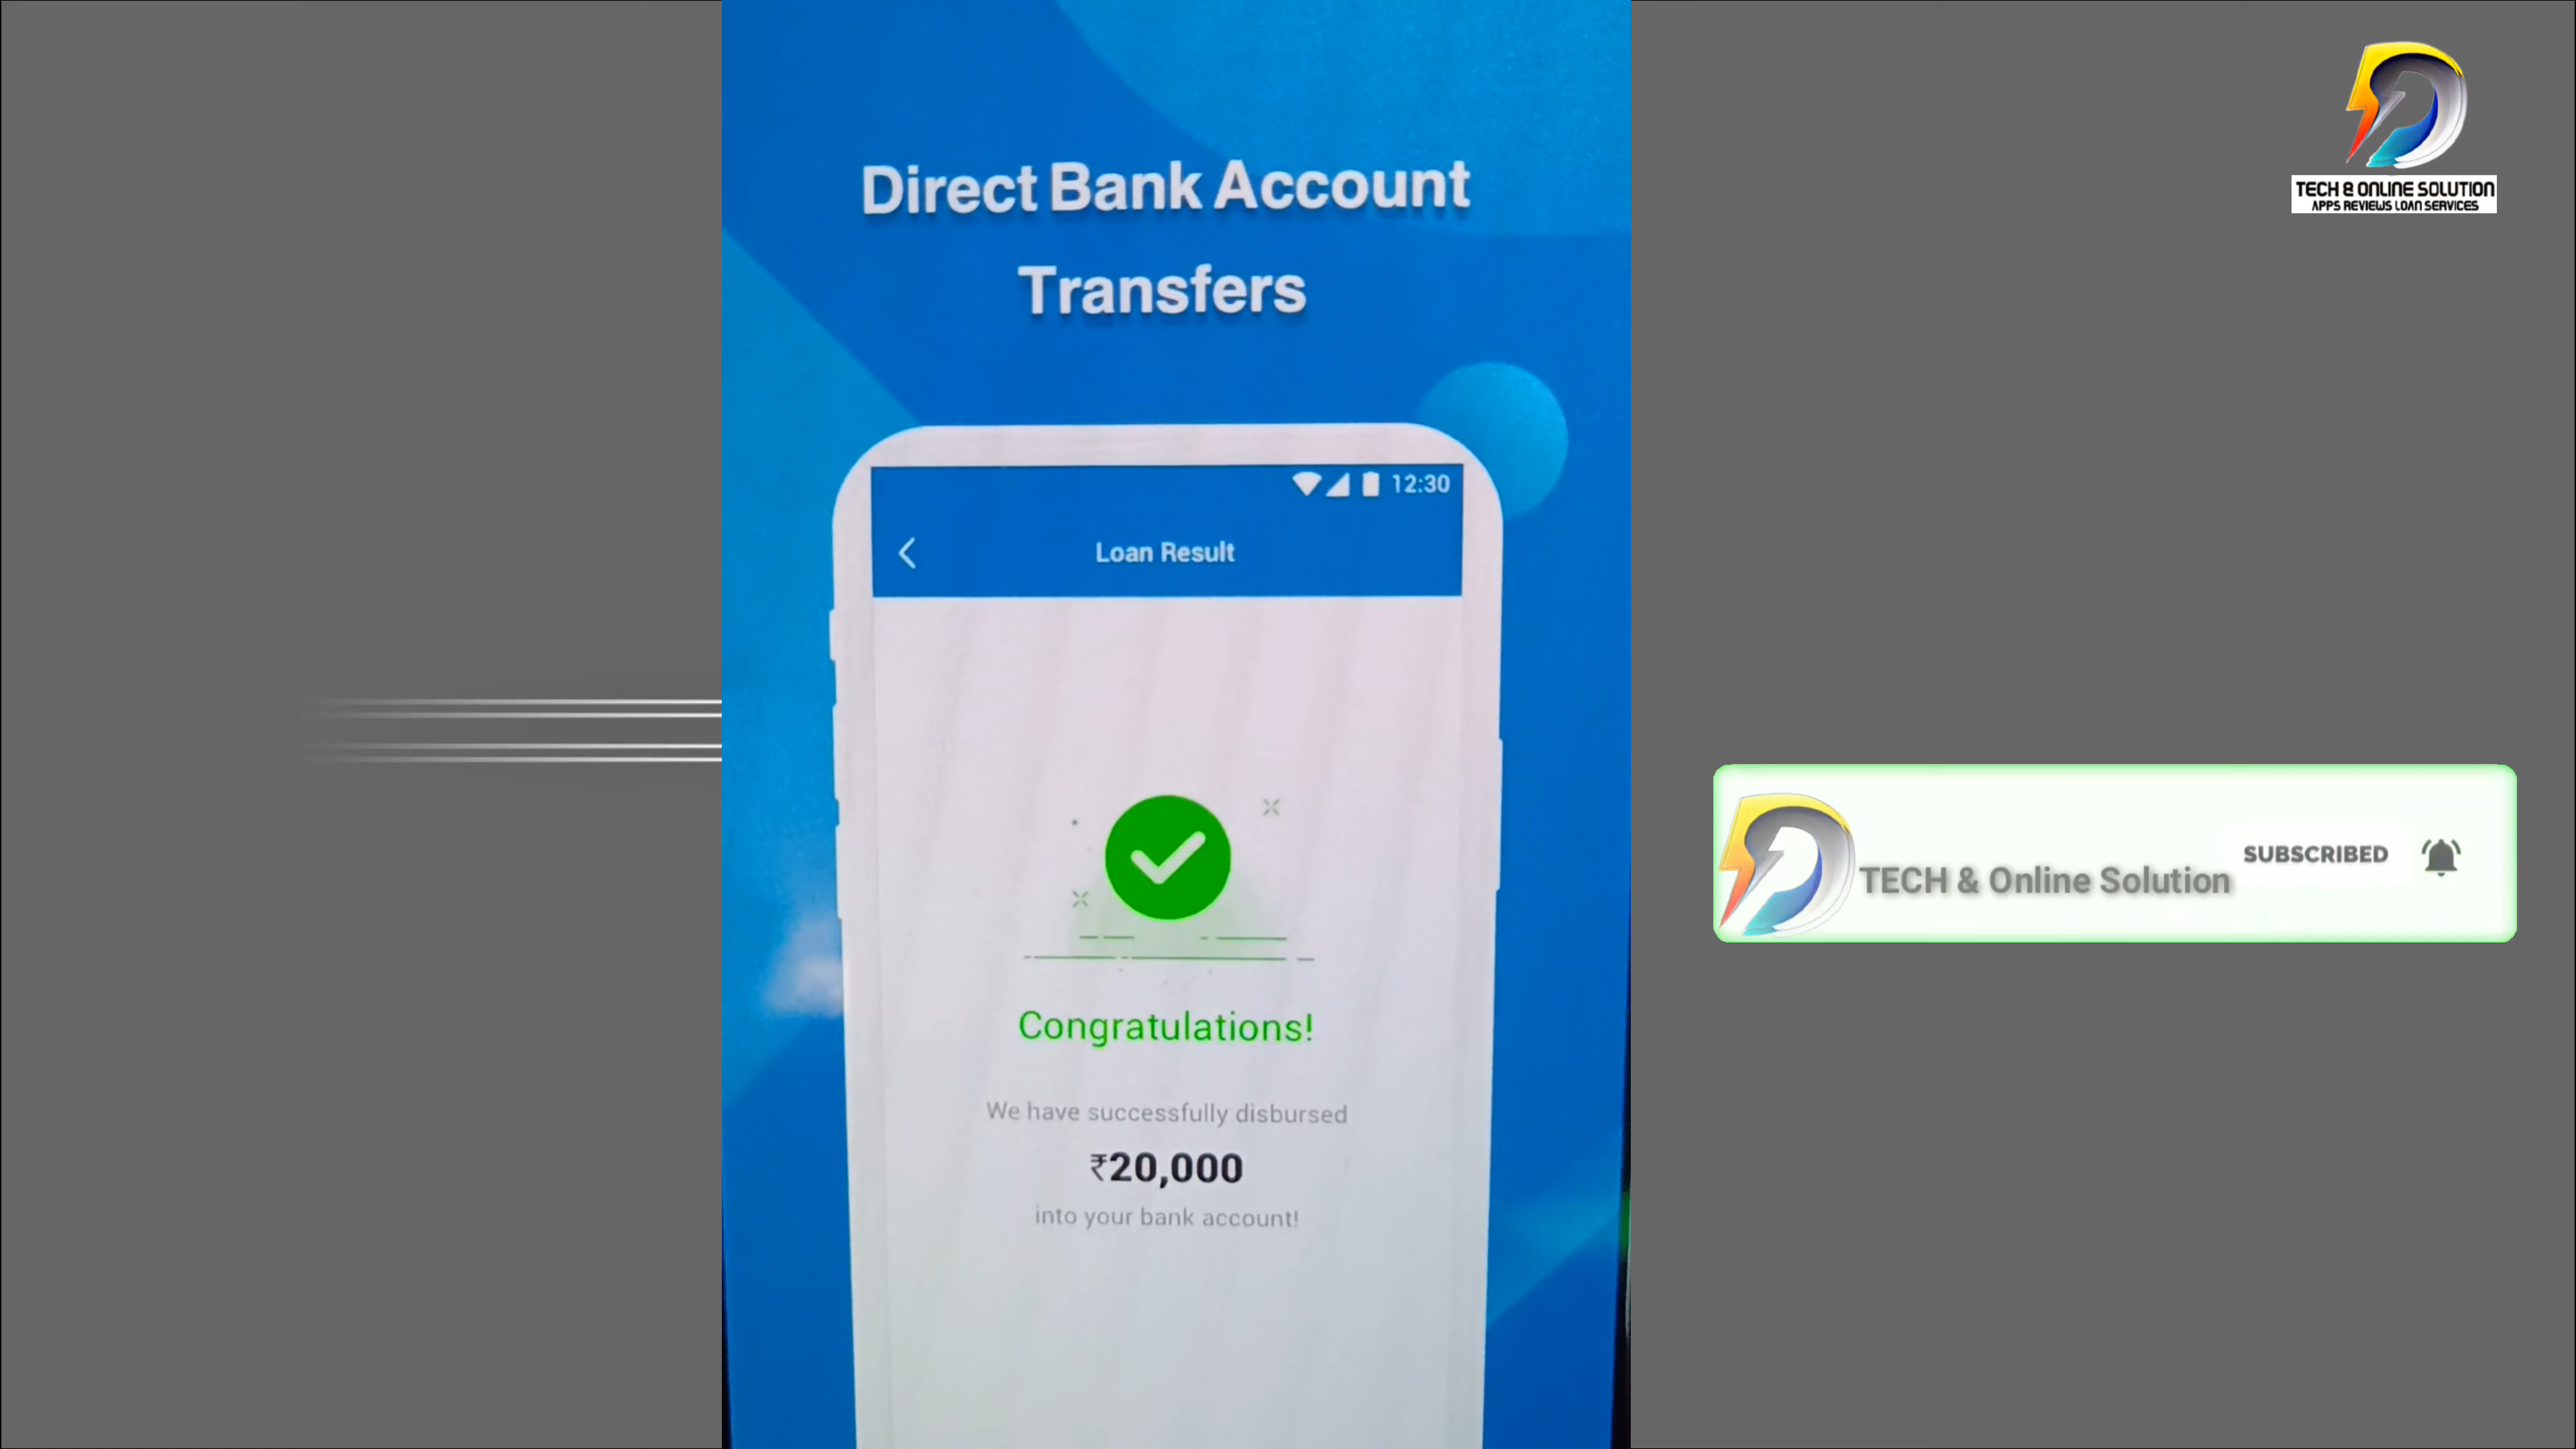 Direct Bank Account
Transfers
12:30
Loan Result
Congratulations!
We have successfully disbursed
₹20,000
into your bank account!
TECH & ONLINE SOLUTION
APPS REVIEWS LOAN SERVICES
TECH & Online Solution
SUBSCRIBED